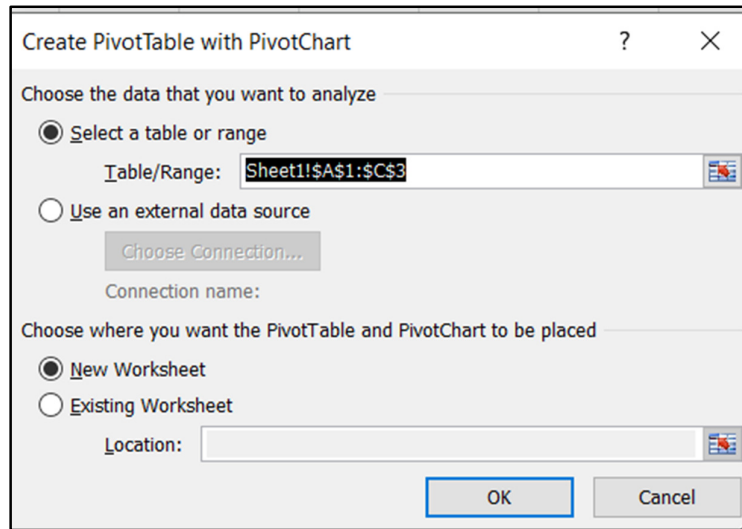 Create PivotTable with PivotChart ?
Choose the data that you want to analyze
Select a table or range
Table/Range: Sheet1!$A$1:$C$3
Use an external data source
Choose Connection...
Connection name:
Choose where you want the PivotTable and PivotChart to be placed
New Worksheet
Existing Worksheet
Location:
OK Cancel